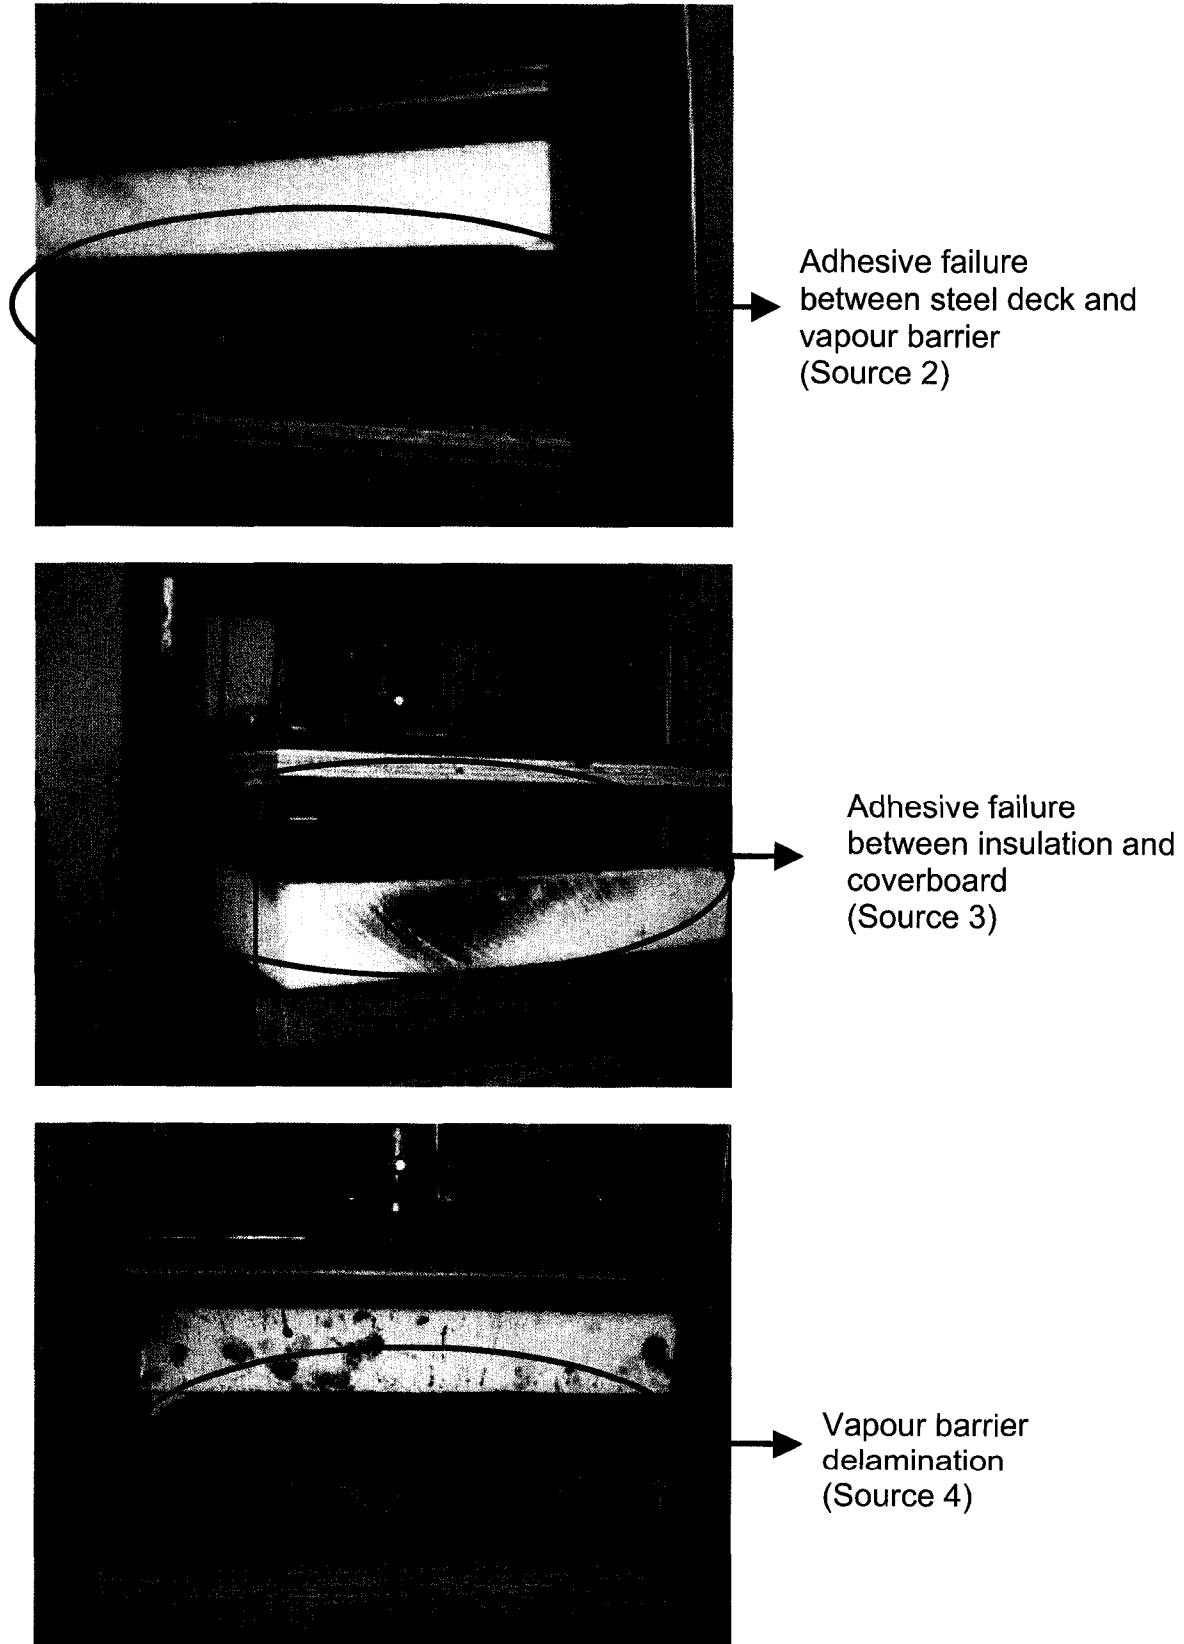 Adhesive failure
between steel deck and
vapour barrier
(Source 2)
Adhesive failure
between insulation and
coverboard
(Source 3)
Vapour barrier
delamination
(Source 4)